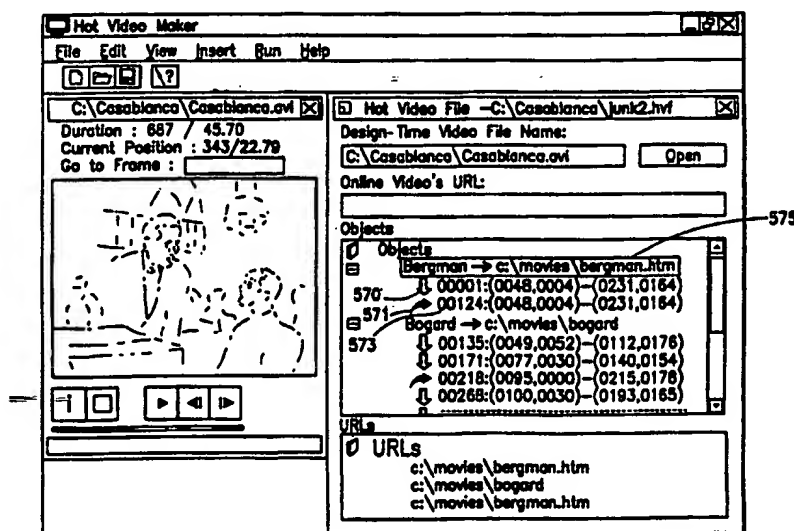 Hot Video Maker
File Edit View Insert Run Help
\?
C:\Casablanca\Casablanca.avi
Duration : 687 / 45.70
Current Position : 343/22.79
Go to Frame :
Hot Video File -C:\Casablanca\junk2.hvf
Design-Time Video File Name:
C:\Casablanca\Casablanca.avi
Open
Online Video's URL:
575
Objects
Objects
Bergman → c:\movies\bergman.htm
570
00001:(0048,0004)-(0231,0164)
571
00124:(0048,0004)-(0231,0164)
573
Bogard → c:\movies\bogard
00135:(0049,0052)-(0112,0176)
00171:(0077,0030)-(0140,0154)
00218:(0095,0000)-(0215,0178)
00268:(0100,0030)-(0193,0165)
URLs
URLs
c:\movies\bergman.htm
c:\movies\bogard
c:\movies\bergman.htm